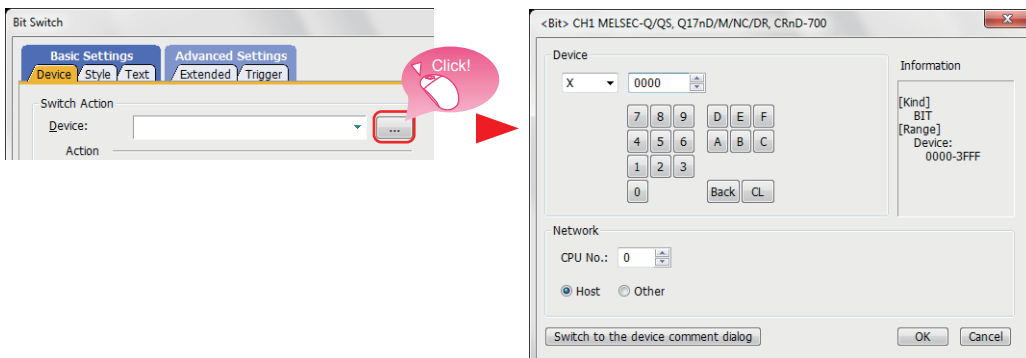 Bit Switch
Basic Settings
Advanced Settings
Device
Style
Text
Extended
Trigger
Click!
Switch Action
Device:
...
Action
<Bit> CH1 MELSEC-Q/QS, Q17nD/M/NC/DR, CRnD-700
Device
X
0000
7 8 9 D E F
4 5 6 A B C
1 2 3
0 Back CL
Information
[Kind]
BIT
[Range]
Device:
0000-3FFF
Network
CPU No.: 0
Host Other
Switch to the device comment dialog
OK Cancel